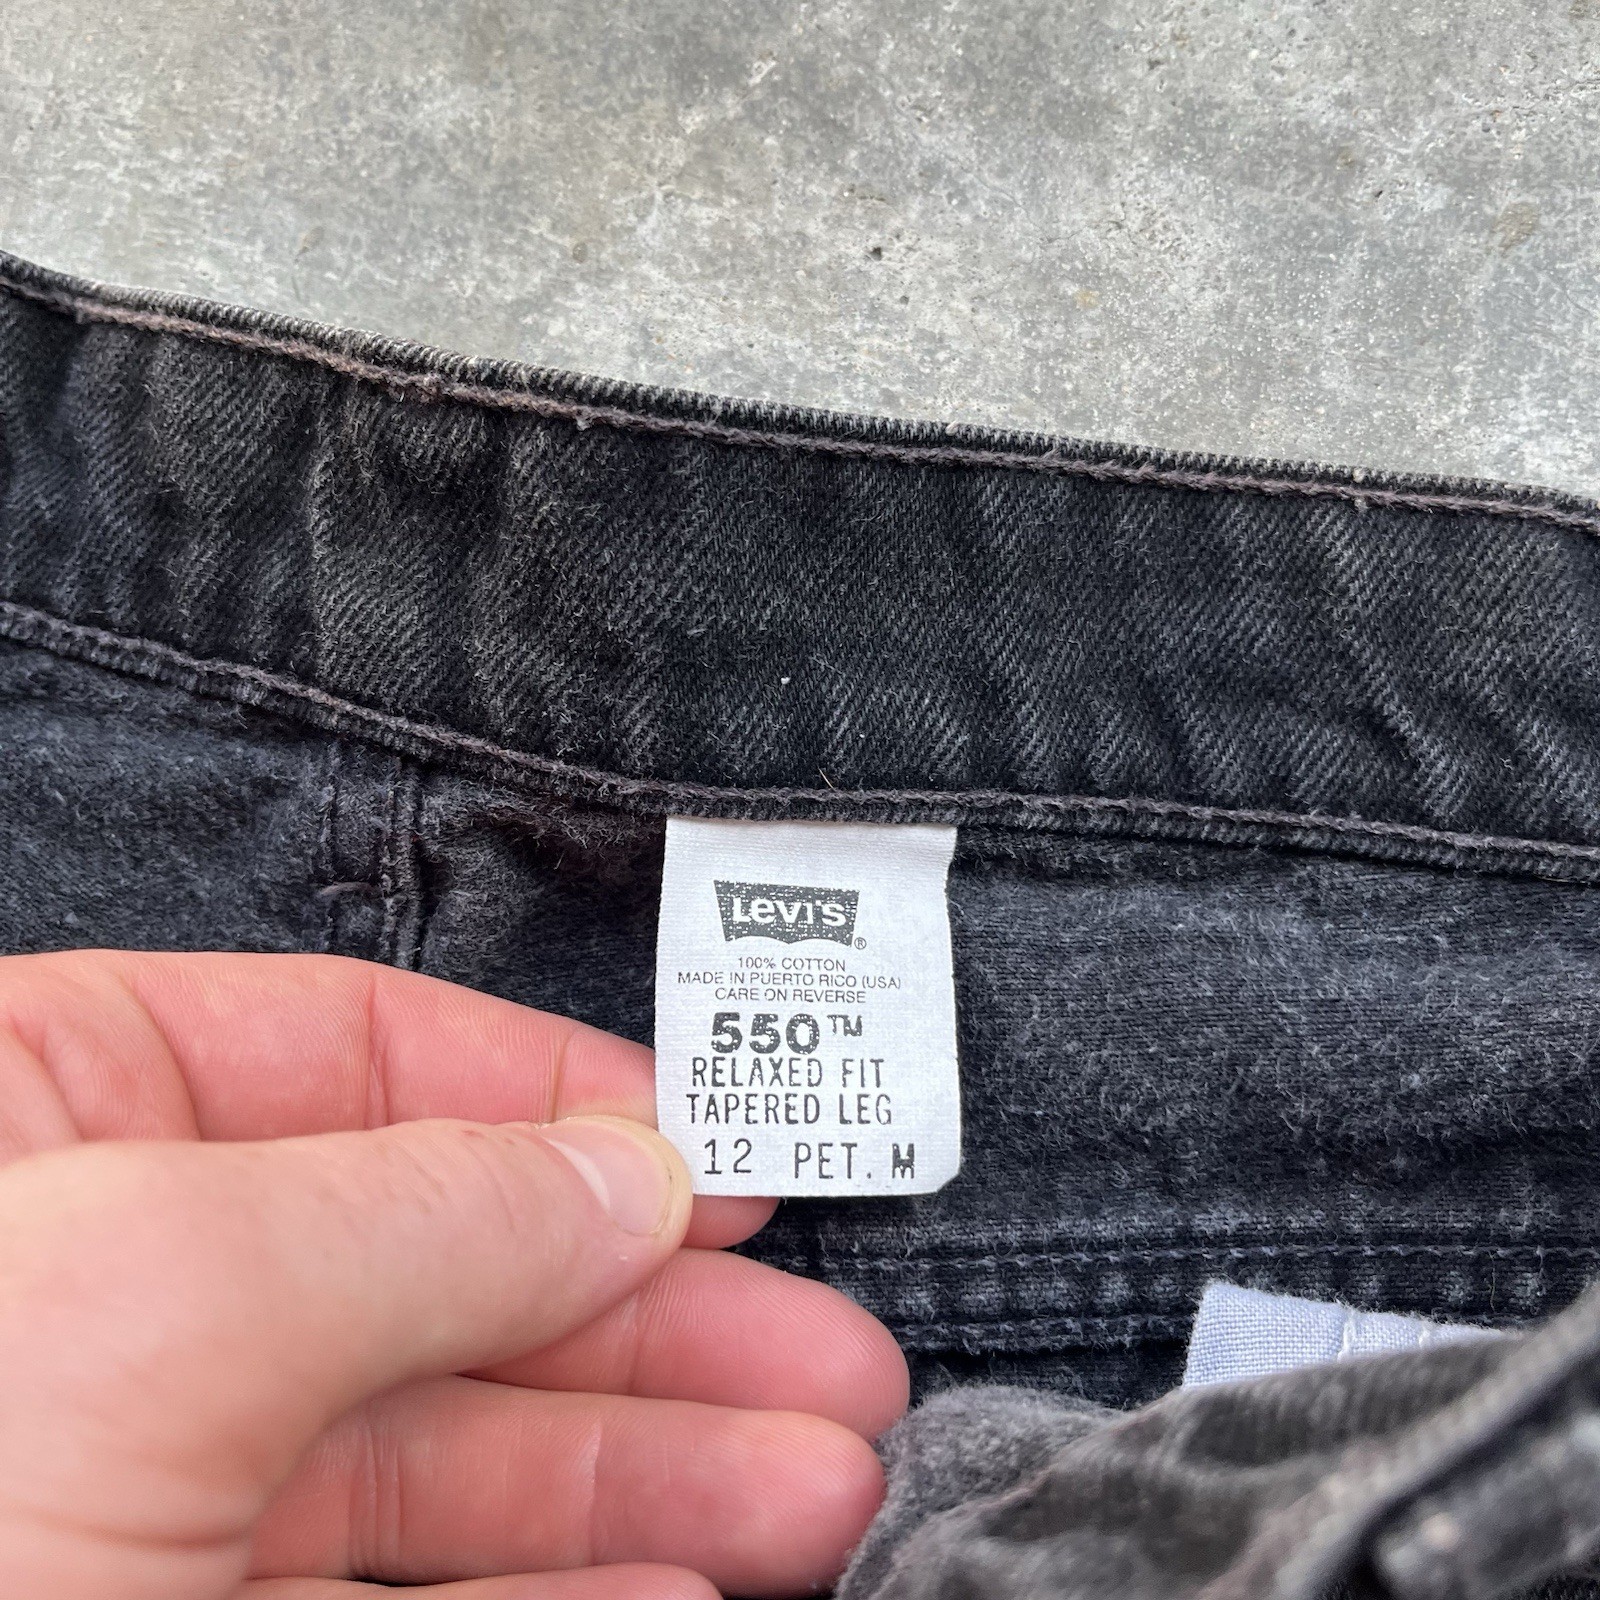 Levi's ®
100% COTTON
MADE IN PUERTO RICO (USA)
CARE ON REVERSE
550™
RELAXED FIT
TAPERED LEG
12 PET. M